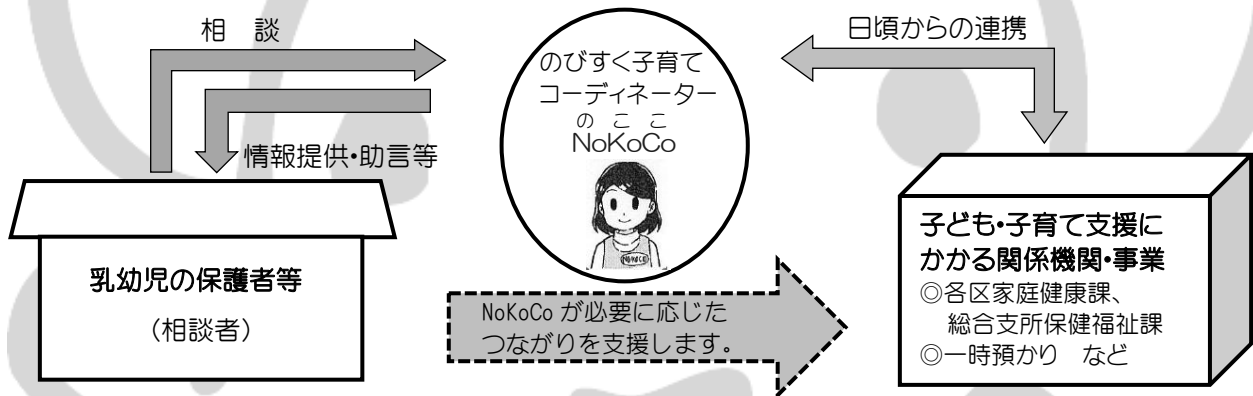 相　談
情報提供・助言等
乳幼児の保護者等
（相談者）
のびすく子育て
コーディネーター
の　こ　こ
NoKoCo
NOKOCO
NoKoCo が必要に応じた
つながりを支援します。
日頃からの連携
子ども・子育て支援に
かかる関係機関・事業
◎各区家庭健康課、
総合支所保健福祉課
◎一時預かり　など